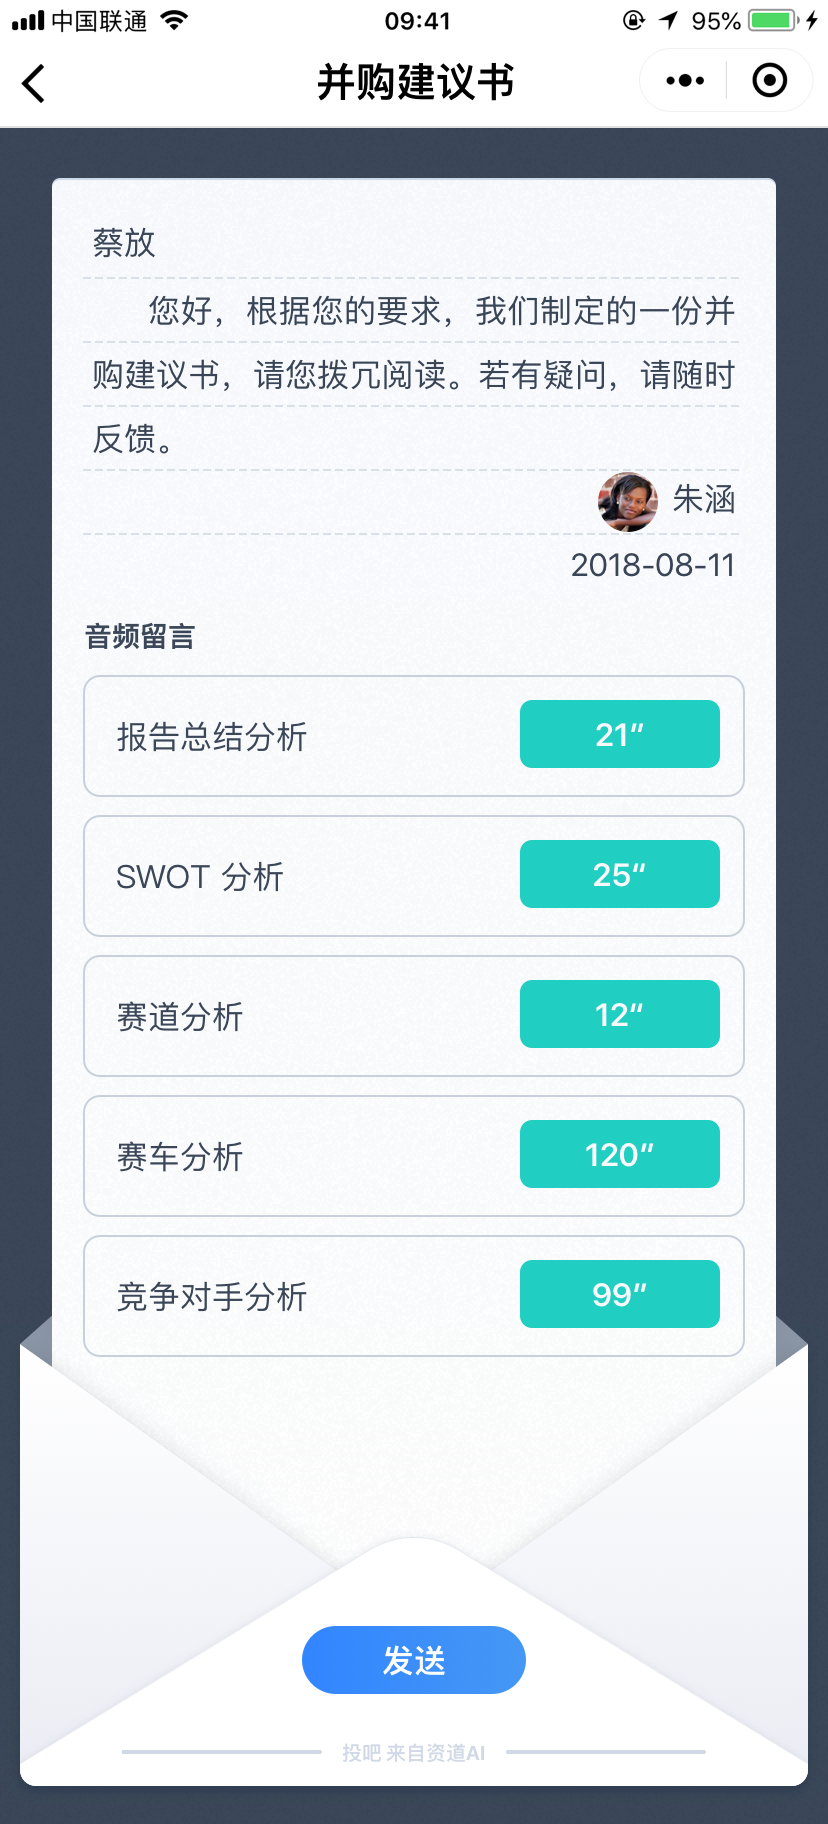 中国联通 09:41 95%
并购建议书
蔡放
您好，根据您的要求，我们制定的一份并
购建议书，请您拨冗阅读。若有疑问，请随时
反馈。
朱涵
2018-08-11
音频留言
报告总结分析 21″
SWOT 分析 25“
赛道分析 12“
赛车分析 120”
竞争对手分析 99”
发送
投吧 来自资道AI